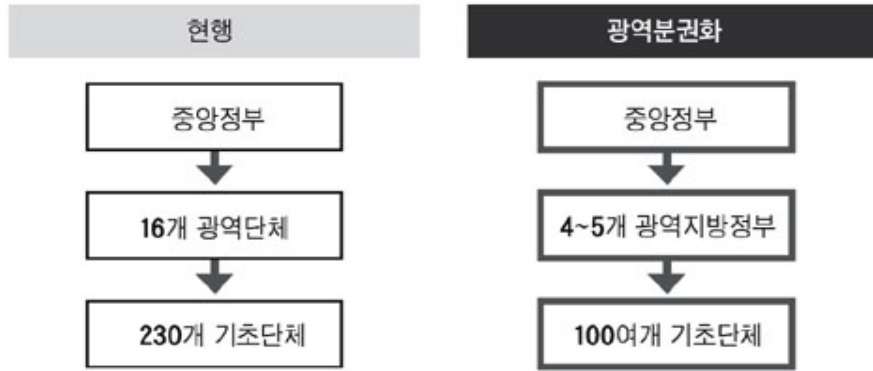 현행
중앙정부
16개 광역단체
230개 기초단체
광역분권화
중앙정부
4~5개 광역지방정부
100여개 기초단체